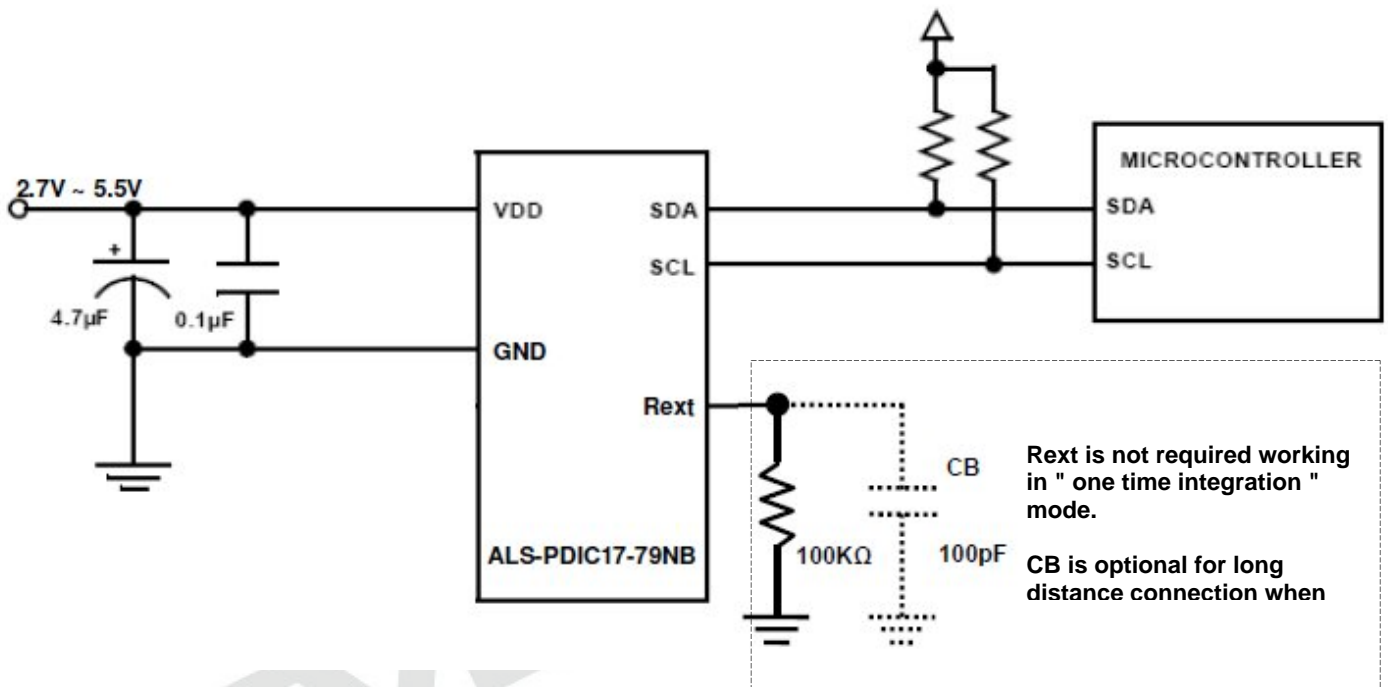 2.7V ~ 5.5V
+
4.7µF
0.1µF
VDD
GND
SDA
SCL
Rext
ALS-PDIC17-79NB
MICROCONTROLLER
SDA
SCL
100KΩ
CB
100pF
Rext is not required working
in " one time integration "
mode.
CB is optional for long
distance connection when